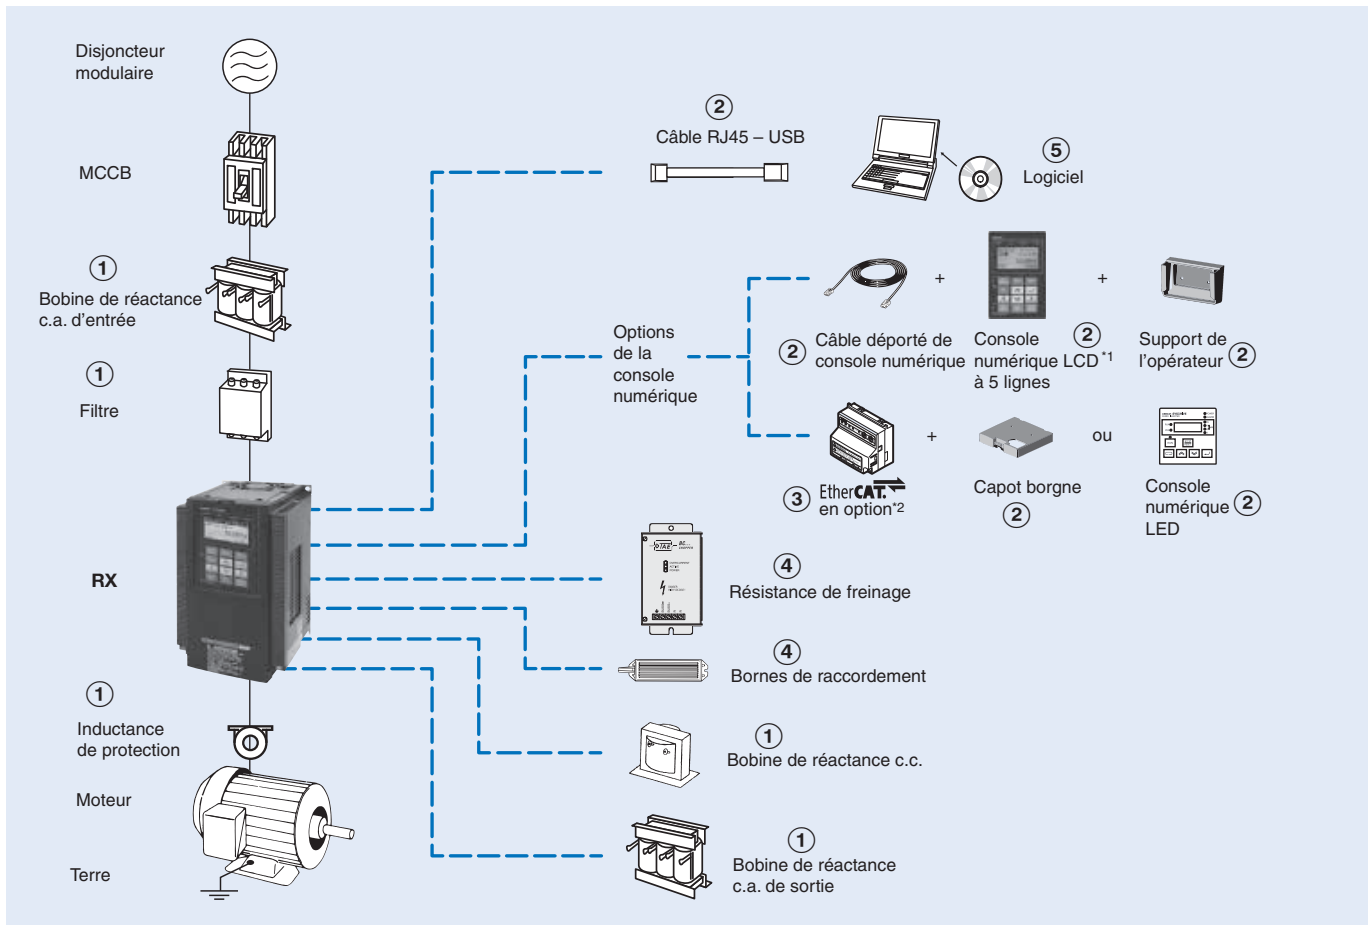 Disjoncteur
modulaire
MCCB
①
Bobine de réactance
c.a. d'entrée
①
Filtre
RX
①
Inductance
de protection
Moteur
Terre
②
Câble RJ45 – USB
⑤
Logiciel
Options
de la
console
numérique
+
+
② Câble déporté de
console numérique
Console ②
numérique LCD *1
à 5 lignes
Support de
l'opérateur ②
+
ou
③ EtherCAT.
en option*2
Capot borgne
②
Console
numérique ②
LED
④
Résistance de freinage
④
Bornes de raccordement
①
Bobine de réactance c.c.
①
Bobine de réactance
c.a. de sortie